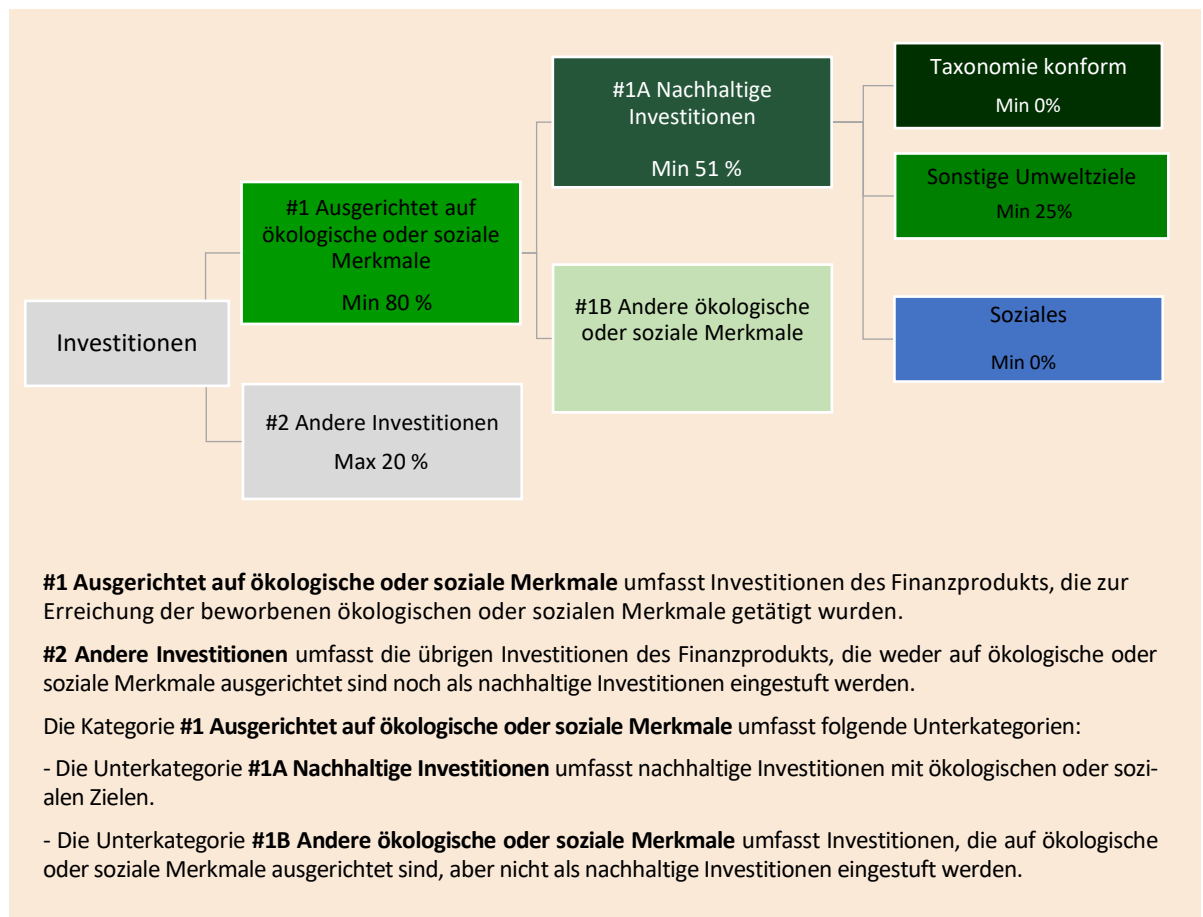 Investitionen
#1 Ausgerichtet auf
ökologische oder soziale
Merkmale
Min 80 %
#2 Andere Investitionen
Max 20 %
#1A Nachhaltige
Investitionen
Min 51 %
#1B Andere ökologische
oder soziale Merkmale
Taxonomie konform
Min 0%
Sonstige Umweltziele
Min 25%
Soziales
Min 0%
#1 Ausgerichtet auf ökologische oder soziale Merkmale umfasst Investitionen des Finanzprodukts, die zur
Erreichung der beworbenen ökologischen oder sozialen Merkmale getätigt wurden.
#2 Andere Investitionen umfasst die übrigen Investitionen des Finanzprodukts, die weder auf ökologische oder
soziale Merkmale ausgerichtet sind noch als nachhaltige Investitionen eingestuft werden.
Die Kategorie #1 Ausgerichtet auf ökologische oder soziale Merkmale umfasst folgende Unterkategorien:
- Die Unterkategorie #1A Nachhaltige Investitionen umfasst nachhaltige Investitionen mit ökologischen oder sozi-
alen Zielen.
- Die Unterkategorie #1B Andere ökologische oder soziale Merkmale umfasst Investitionen, die auf ökologische
oder soziale Merkmale ausgerichtet sind, aber nicht als nachhaltige Investitionen eingestuft werden.